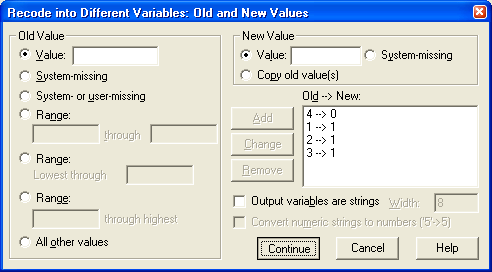 Recode into Different Variables: Old and New Values
Old Value
Value:
System-missing
System- or user-missing
Range:
through
Range:
Lowest through
Range:
through highest
All other values
New Value
Value:
System-missing
Copy old value(s)
Old --> New:
Add
Change
Remove
4 --> 0
1 --> 1
2 --> 1
3 --> 1
Output variables are strings
Width:
8
Convert numeric strings to numbers ('5'->5)
Continue
Cancel
Help